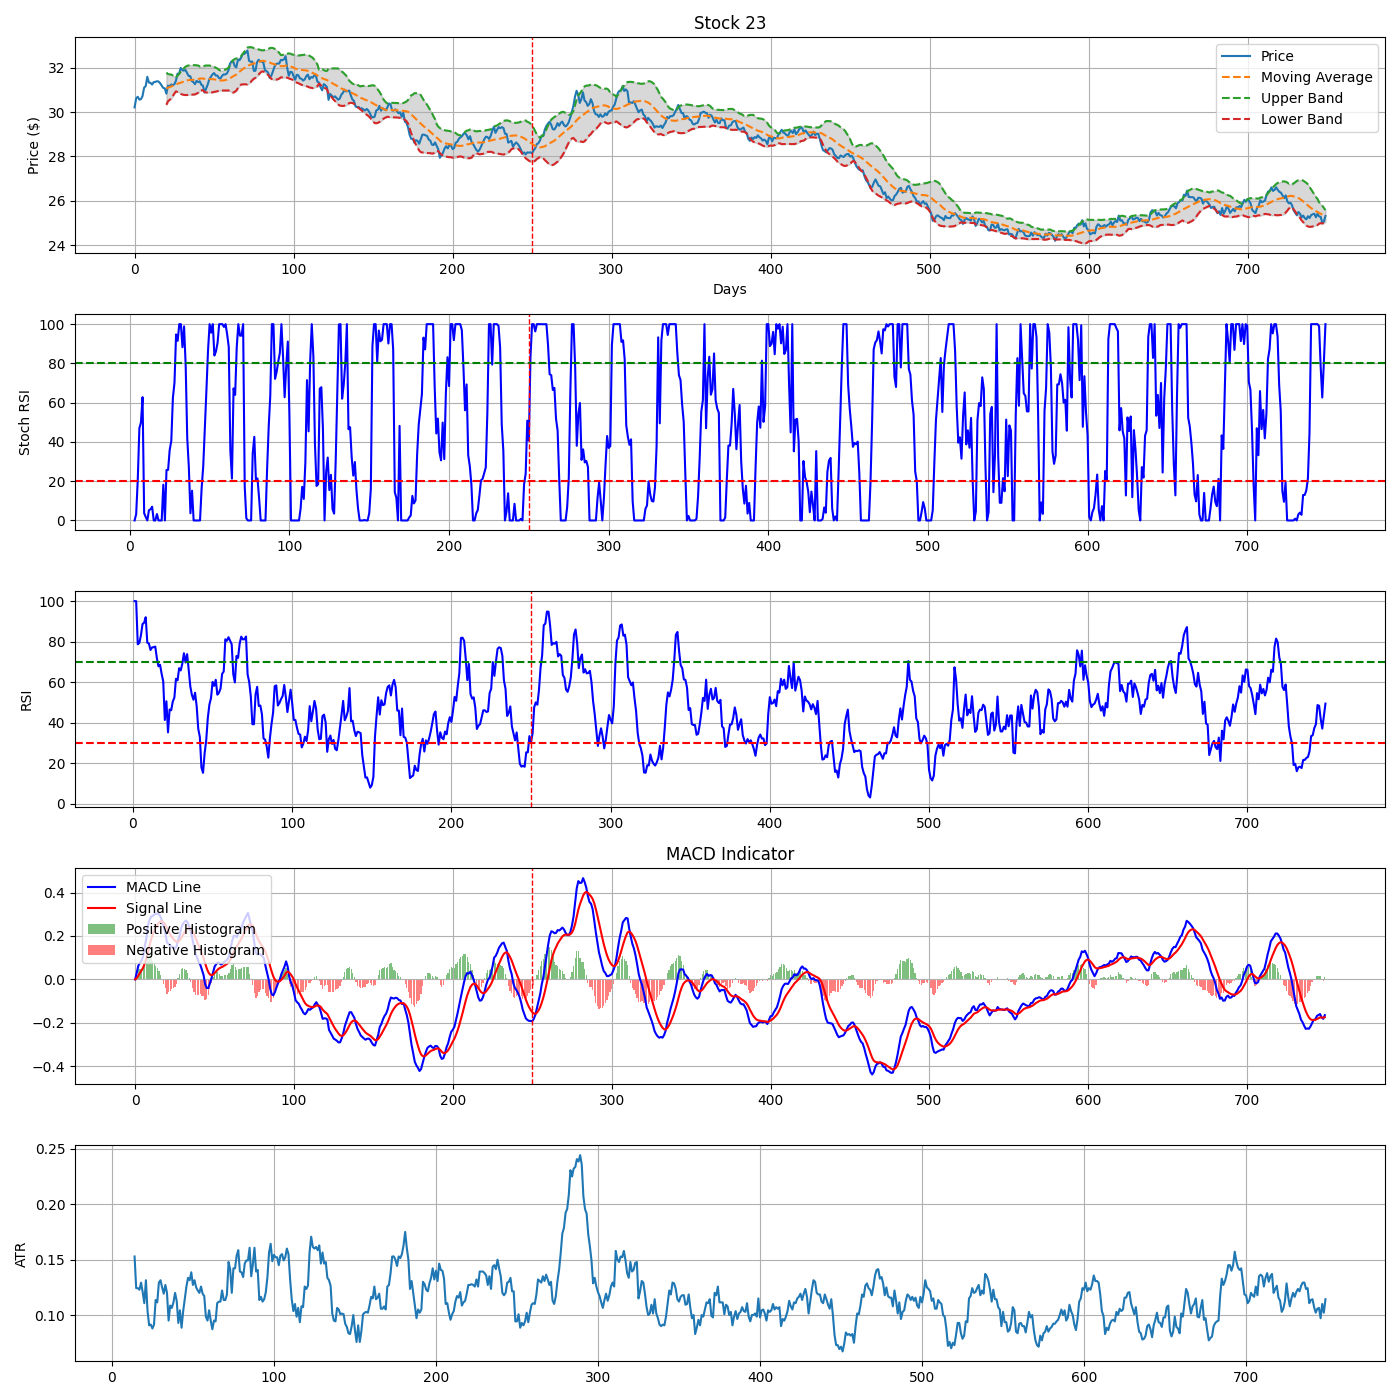 Stock 23
Price ($)
32
30
28
26
24
Price
Moving Average
Upper Band
Lower Band
0 100 200 300 400 500 600 700
Days
Stoch RSI
100
80
60
40
20
0
0 100 200 300 400 500 600 700
RSI
100
80
60
40
20
0
0 100 200 300 400 500 600 700
MACD Indicator
0.4
0.2
0.0
−0.2
−0.4
MACD Line
Signal Line
Positive Histogram
Negative Histogram
0 100 200 300 400 500 600 700
ATR
0.25
0.20
0.15
0.10
0 100 200 300 400 500 600 700